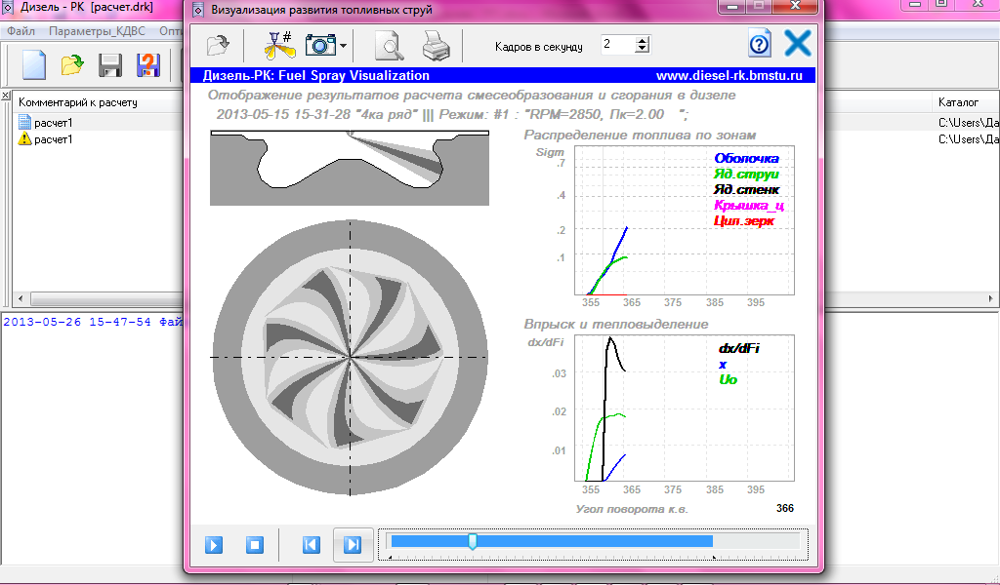 Дизель - РК  [расчет.drk]
Файл  Параметры_КДВС  Опти
Комментарий к расчету
Каталог
расчет1
C:\Users\Да
расчет1
C:\Users\Да
2013-05-26 15-47-54 Фай
Визуализация развития топливных струй
#
Кадров в секунду 2
Дизель-РК: Fuel Spray Visualization
www.diesel-rk.bmstu.ru
Отображение результатов расчета смесеобразования и сгорания в дизеле
2013-05-15 15-31-28 "4ка ряд" ||| Режим: #1 : "RPM=2850, Пк=2.00   ";
Распределение топлива по зонам
Sigm
.7
.4
.2
.1
Оболочка
Яд.струи
Яд.стенк
Крышка_ц
Цил.зерк
355 365 375 385 395
Впрыск и тепловыделение
dx/dFi
.03
.02
.01
dx/dFi
x
Uo
355 365 375 385 395
Угол поворота к.в.
366